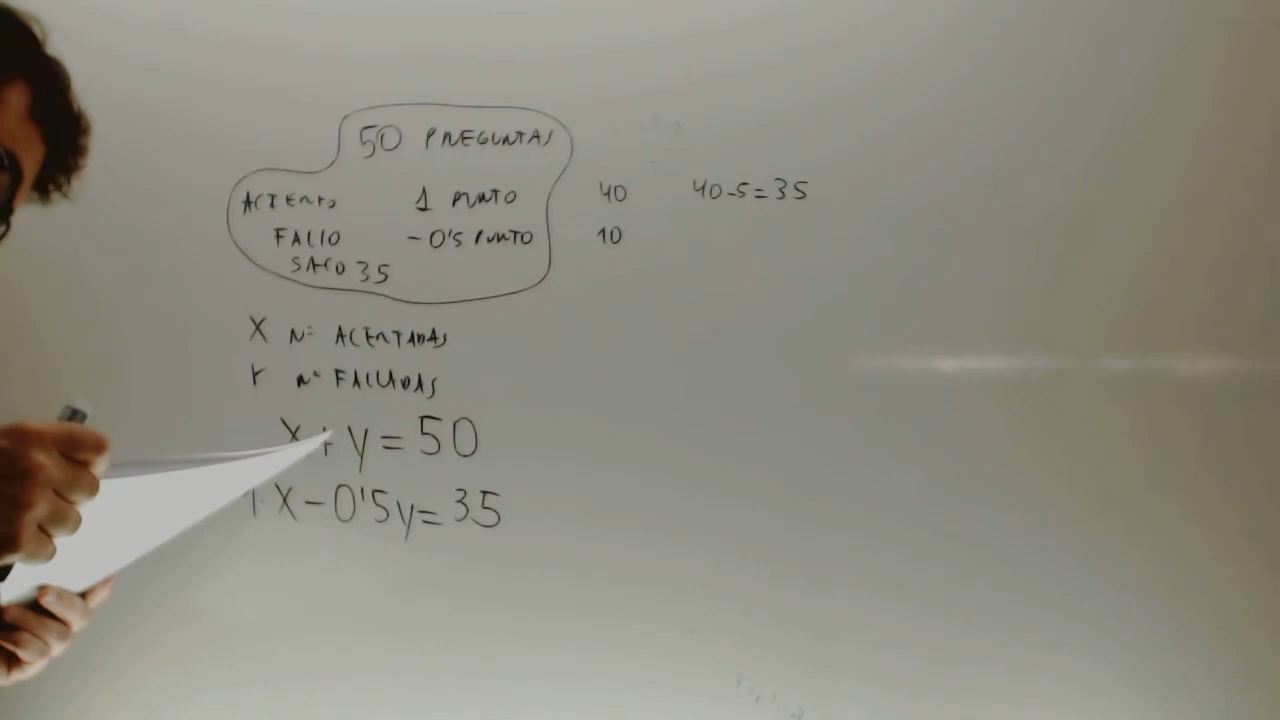 50 PREGUNTAS
ACIERTO 1 PUNTO 40 40-5=35
FALLO -0'5 PUNTO 10
SACO 35
X Nº ACERTADAS
Y Nº FALLADAS
X+y=50
1·X-0'5y=35